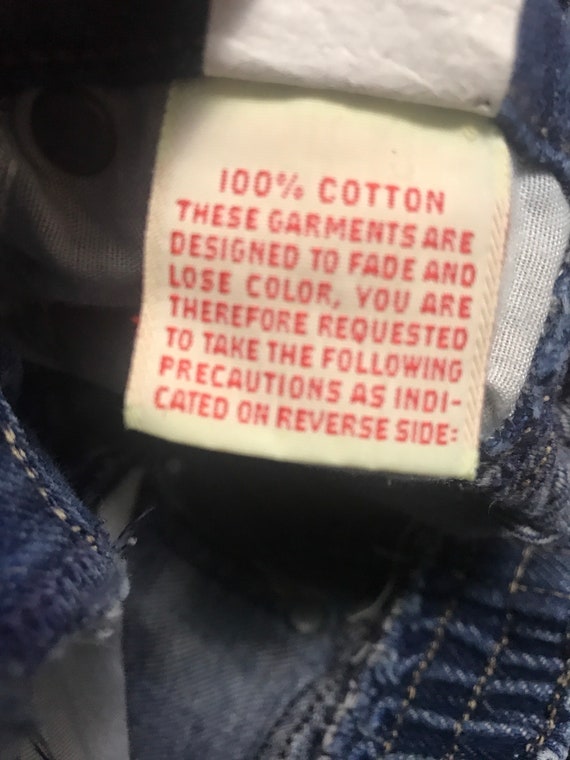 100% COTTON
THESE GARMENTS ARE
DESIGNED TO FADE AND
LOSE COLOR, YOU ARE
THEREFORE REQUESTED
TO TAKE THE FOLLOWING
PRECAUTIONS AS INDI-
CATED ON REVERSE SIDE: